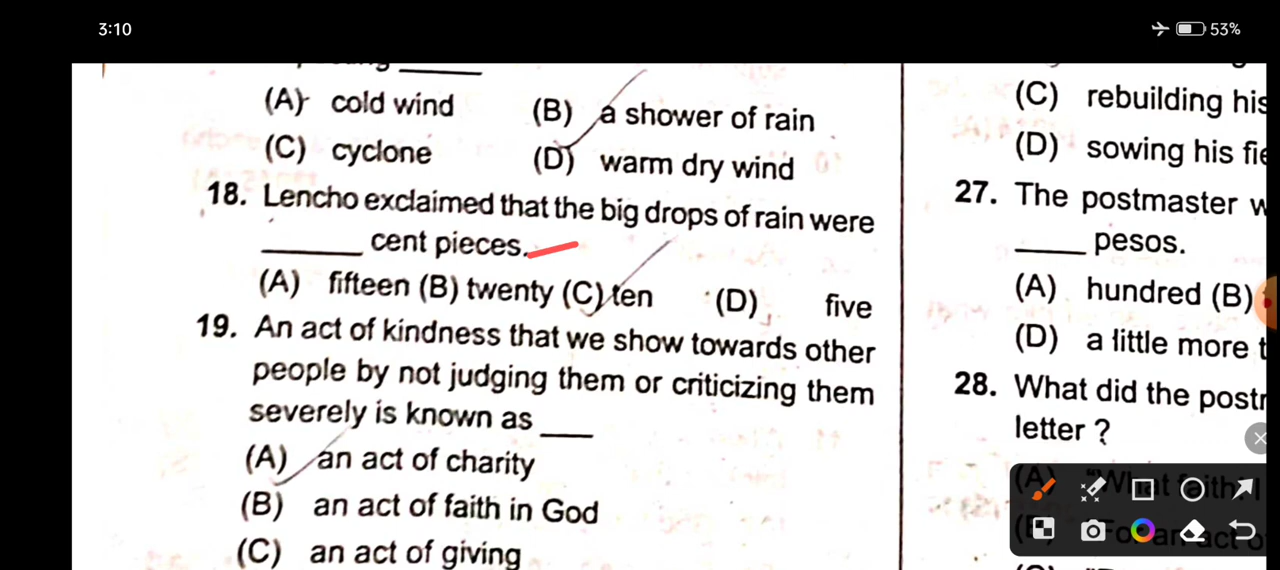 3:10
53%
(A) cold wind (B) a shower of rain
(C) cyclone (D) warm dry wind
18. Lencho exclaimed that the big drops of rain were
_____ cent pieces.
(A) fifteen (B) twenty (C) ten (D) five
19. An act of kindness that we show towards other
people by not judging them or criticizing them
severely is known as ___
(A) an act of charity
(B) an act of faith in God
(C) an act of giving
(C) rebuilding his
(D) sowing his
27. The postmaster
____ pesos.
(A) hundred (B)
(D) a little more
28. What did the
letter ?